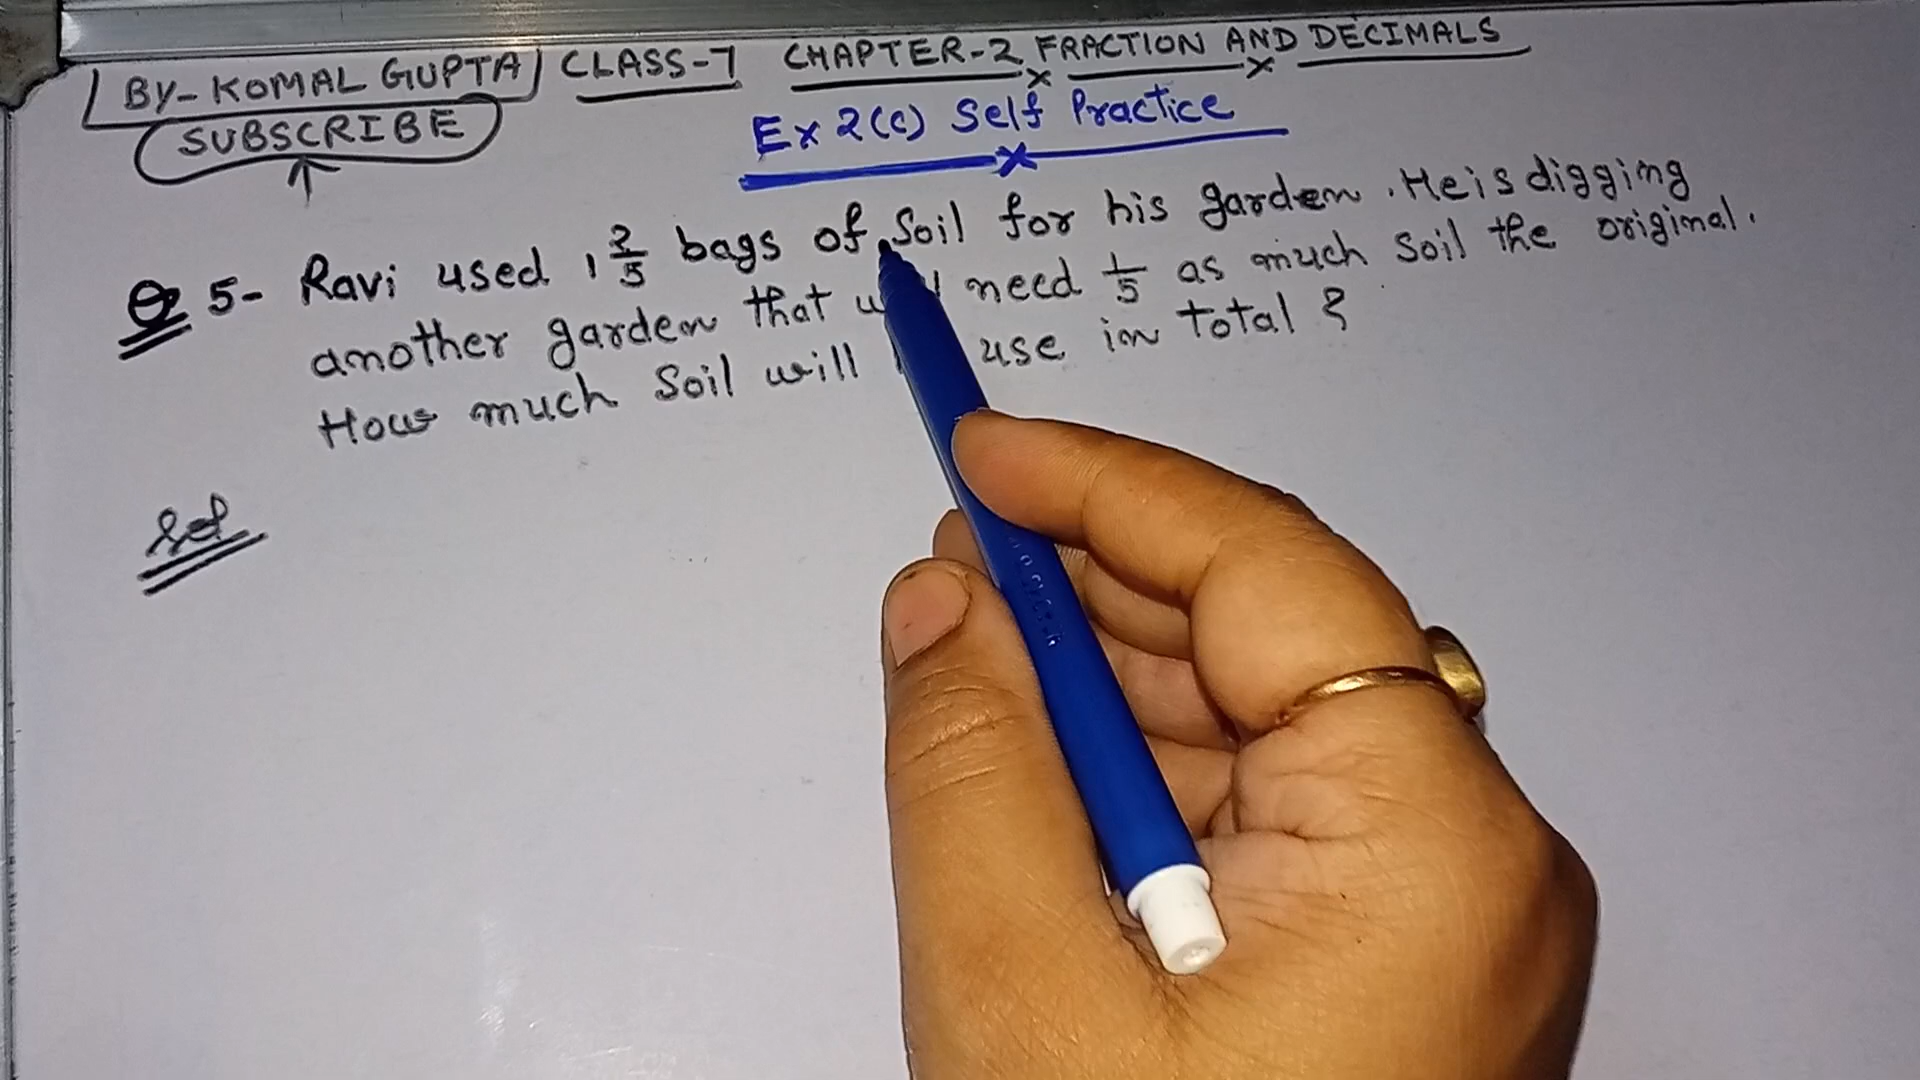 BY-KOMAL GUPTA CLASS-7 CHAPTER-2 FRACTION AND DECIMALS
SUBSCRIBE
Ex 2(c) Self Practice
Q 5- Ravi used 1 2/5 bags of soil for his garden. He is digging
another garden that need 1/5 as much soil the original.
How much soil will use in total ?
Sol